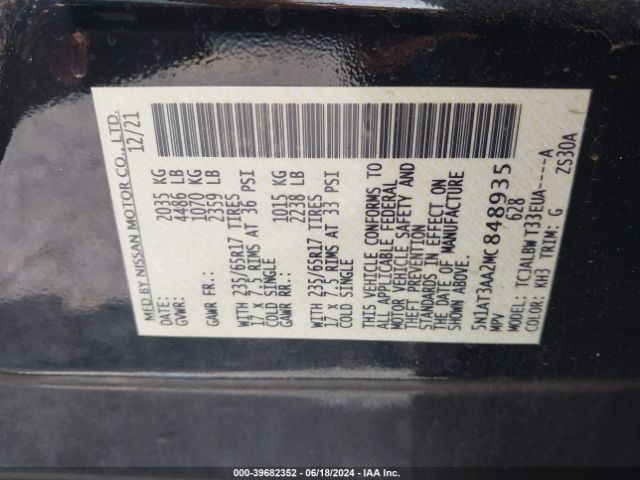 MFD BY NISSAN MOTOR CO., LTD.
DATE: 12/21
GVWR: 2035 KG
4486 LB
GAWR FR.: 1070 KG
2359 LB
WITH 235/65R17 TIRES
17 X 7.5 RIMS AT 36 PSI
COLD SINGLE
GAWR RR.: 1015 KG
2238 LB
WITH 235/65R17 TIRES
17 X 7.5 RIMS AT 33 PSI
COLD SINGLE
THIS VEHICLE CONFORMS TO
ALL APPLICABLE FEDERAL
MOTOR VEHICLE SAFETY AND
THEFT PREVENTION
STANDARDS IN EFFECT ON
THE DATE OF MANUFACTURE
SHOWN ABOVE.
5N1AT3AA2MC848935
MPV 628
MODEL: TCJALBWT33EUA----A
COLOR: KH3 TRIM: G ZS30A
000-39682352 | 06/18/2024 - IAA Inc.